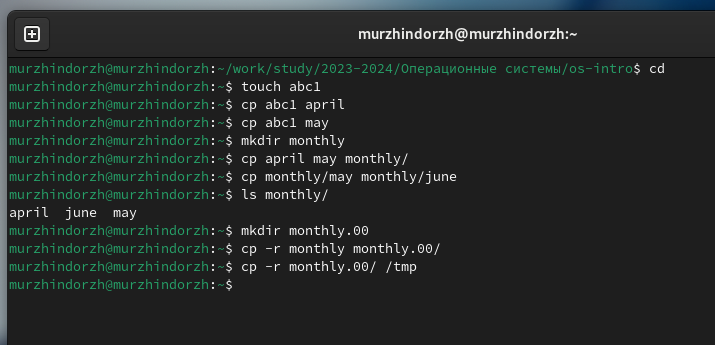 murzhindorzh@murzhindorzh:~
murzhindorzh@murzhindorzh:~/work/study/2023-2024/Операционные системы/os-intro$ cd
murzhindorzh@murzhindorzh:~$ touch abc1
murzhindorzh@murzhindorzh:~$ cp abc1 april
murzhindorzh@murzhindorzh:~$ cp abc1 may
murzhindorzh@murzhindorzh:~$ mkdir monthly
murzhindorzh@murzhindorzh:~$ cp april may monthly/
murzhindorzh@murzhindorzh:~$ cp monthly/may monthly/june
murzhindorzh@murzhindorzh:~$ ls monthly/
april  june  may
murzhindorzh@murzhindorzh:~$ mkdir monthly.00
murzhindorzh@murzhindorzh:~$ cp -r monthly monthly.00/
murzhindorzh@murzhindorzh:~$ cp -r monthly.00/ /tmp
murzhindorzh@murzhindorzh:~$